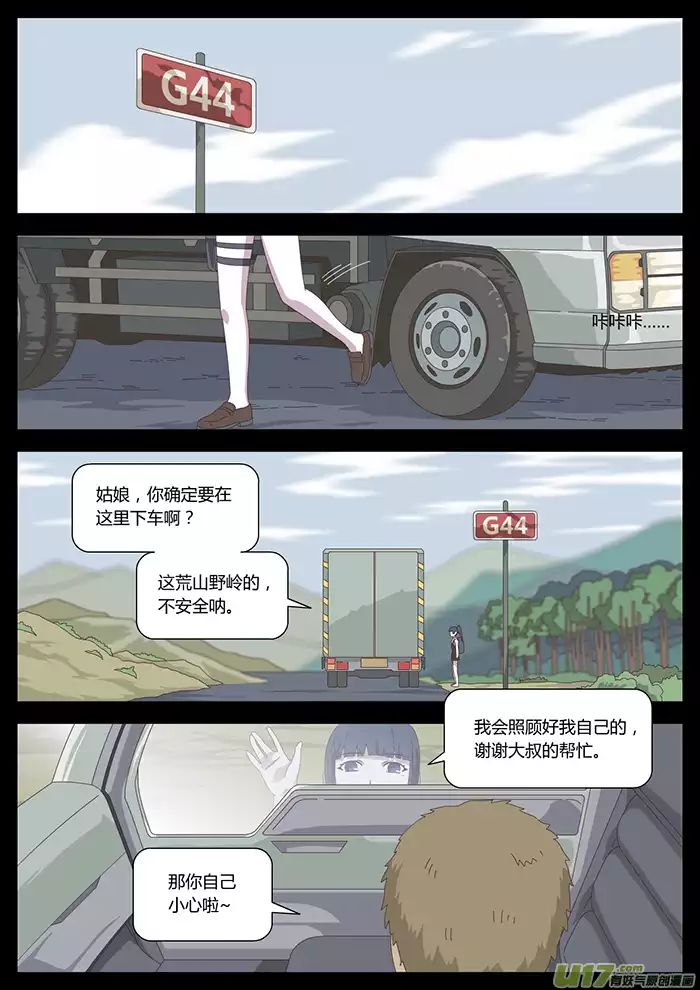 G44
咔咔咔……
姑娘，你确定要在
这里下车啊？
这荒山野岭的，
不安全呐。
G44
我会照顾好我自己的，
谢谢大叔的帮忙。
那你自己
小心啦~
U17.com
有妖气原创漫画